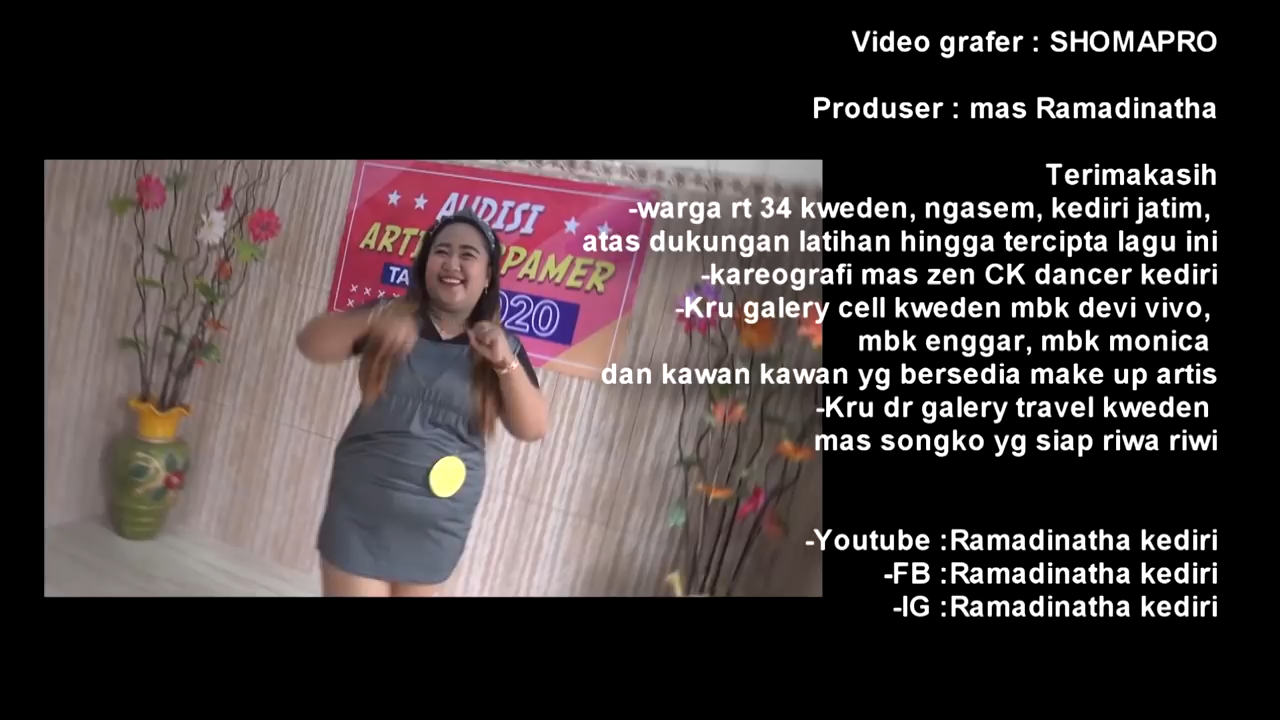 Video grafer : SHOMAPRO
Produser : mas Ramadinatha
Terimakasih
-warga rt 34 kweden, ngasem, kediri jatim,
atas dukungan latihan hingga tercipta lagu ini
-kareografi mas zen CK dancer kediri
-Kru galery cell kweden mbk devi vivo,
mbk enggar, mbk monica
dan kawan kawan yg bersedia make up artis
-Kru dr galery travel kweden
mas songko yg siap riwa riwi
-Youtube :Ramadinatha kediri
-FB :Ramadinatha kediri
-IG :Ramadinatha kediri
AUDISI